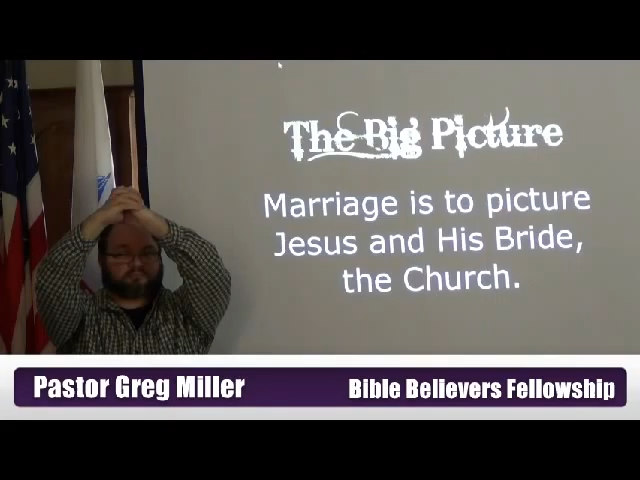 The Big Picture
Marriage is to picture
Jesus and His Bride,
the Church.
Pastor Greg Miller
Bible Believers Fellowship